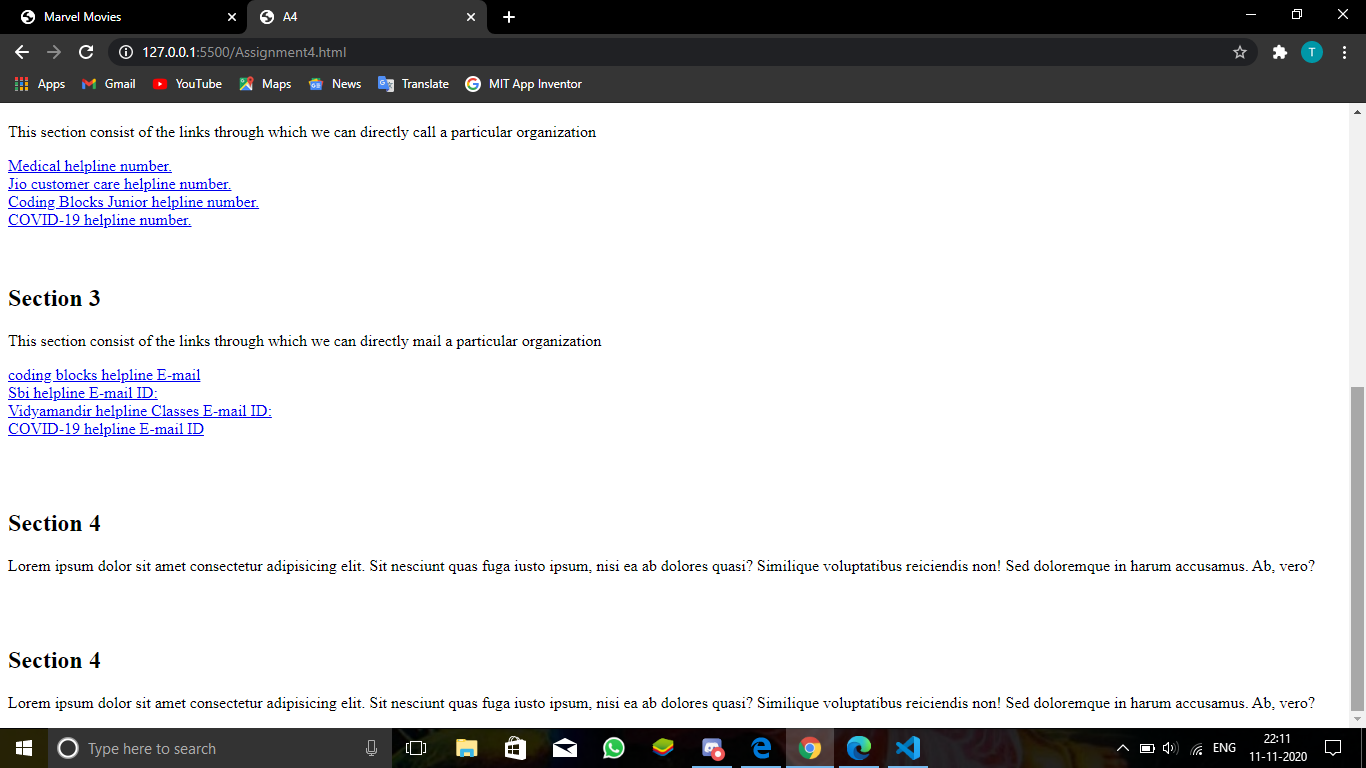 Marvel Movies
A4
127.0.0.1:5500/Assignment4.html
T
Apps Gmail YouTube Maps News Translate MIT App Inventor
This section consist of the links through which we can directly call a particular organization
Medical helpline number.
Jio customer care helpline number.
Coding Blocks Junior helpline number.
COVID-19 helpline number.
Section 3
This section consist of the links through which we can directly mail a particular organization
coding blocks helpline E-mail
Sbi helpline E-mail ID:
Vidyamandir helpline Classes E-mail ID:
COVID-19 helpline E-mail ID
Section 4
Lorem ipsum dolor sit amet consectetur adipisicing elit. Sit nesciunt quas fuga iusto ipsum, nisi ea ab dolores quasi? Similique voluptatibus reiciendis non! Sed doloremque in harum accusamus. Ab, vero?
Section 4
Lorem ipsum dolor sit amet consectetur adipisicing elit. Sit nesciunt quas fuga iusto ipsum, nisi ea ab dolores quasi? Similique voluptatibus reiciendis non! Sed doloremque in harum accusamus. Ab, vero?
Type here to search
ENG
22:11
11-11-2020